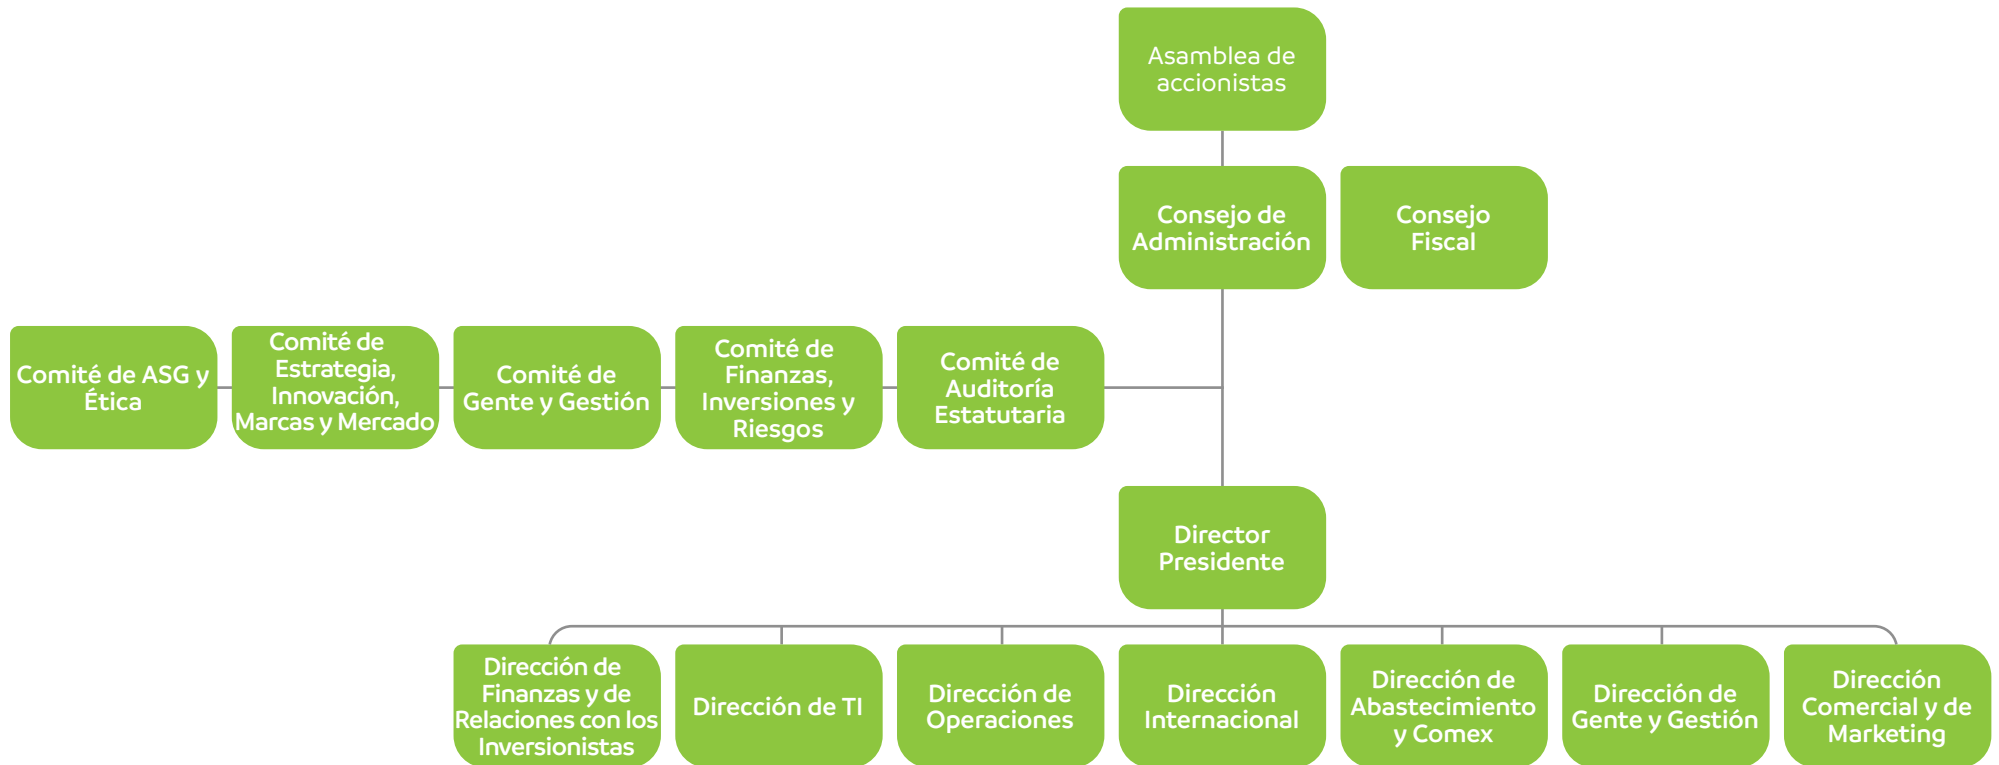 Asamblea de
accionistas
Consejo de
Administración
Consejo
Fiscal
Comité de ASG y
Ética
Comité de
Estrategia,
Innovación,
Marcas y Mercado
Comité de
Gente y Gestión
Comité de
Finanzas,
Inversiones y
Riesgos
Comité de
Auditoría
Estatutaria
Director
Presidente
Dirección de
Finanzas y de
Relaciones con los
Inversionistas
Dirección de TI
Dirección de
Operaciones
Dirección
Internacional
Dirección de
Abastecimiento
y Comex
Dirección de
Gente y Gestión
Dirección
Comercial y de
Marketing